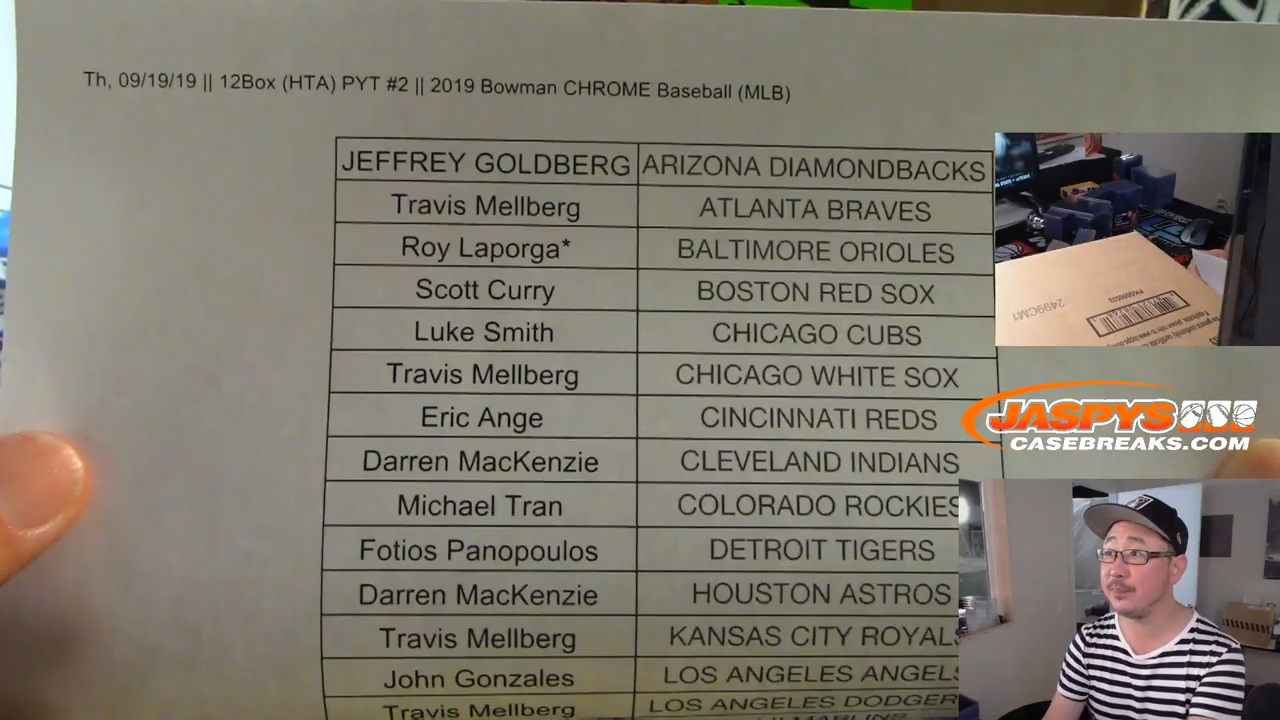 Th, 09/19/19 || 12Box (HTA) PYT #2 || 2019 Bowman CHROME Baseball (MLB)
JEFFREY GOLDBERG ARIZONA DIAMONDBACKS
Travis Mellberg ATLANTA BRAVES
Roy Laporga* BALTIMORE ORIOLES
Scott Curry BOSTON RED SOX
Luke Smith CHICAGO CUBS
Travis Mellberg CHICAGO WHITE SOX
Eric Ange CINCINNATI REDS
Darren MacKenzie CLEVELAND INDIANS
Michael Tran COLORADO ROCKIES
Fotios Panopoulos DETROIT TIGERS
Darren MacKenzie HOUSTON ASTROS
Travis Mellberg KANSAS CITY ROYALS
John Gonzales LOS ANGELES ANGELS
Travis Mellberg LOS ANGELES DODGER
2499CM1
JASPYS
CASEBREAKS.COM